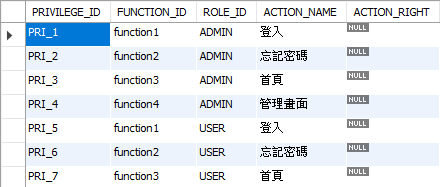 PRIVILEGE_ID FUNCTION_ID ROLE_ID ACTION_NAME ACTION_RIGHT
PRI_1 function1 ADMIN 登入 NULL
PRI_2 function2 ADMIN 忘記密碼 NULL
PRI_3 function3 ADMIN 首頁 NULL
PRI_4 function4 ADMIN 管理畫面 NULL
PRI_5 function1 USER 登入 NULL
PRI_6 function2 USER 忘記密碼 NULL
PRI_7 function3 USER 首頁 NULL